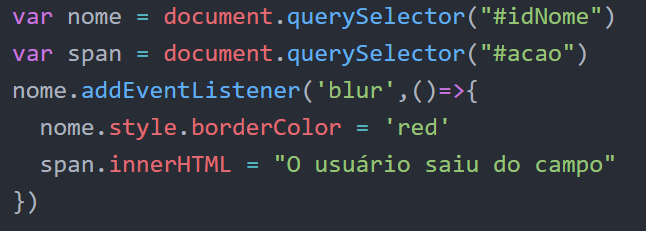 var nome = document.querySelector("#idNome")
var span = document.querySelector("#acao")
nome.addEventListener('blur',()=>{
  nome.style.borderColor = 'red'
  span.innerHTML = "O usuário saiu do campo"
})